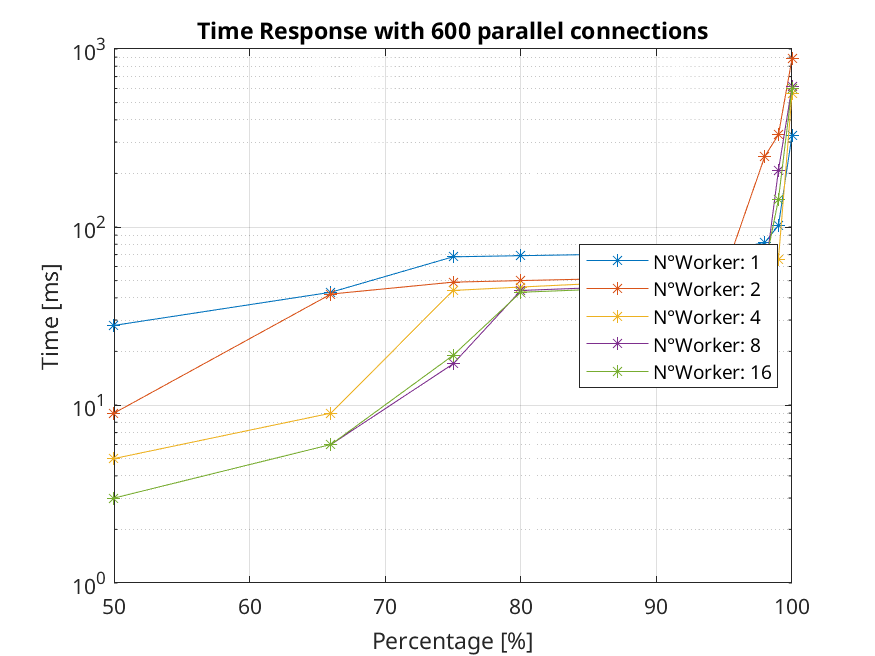 Time Response with 600 parallel connections
10^3
10^2
10^1
10^0
Time [ms]
N°Worker: 1
N°Worker: 2
N°Worker: 4
N°Worker: 8
N°Worker: 16
50 60 70 80 90 100
Percentage [%]